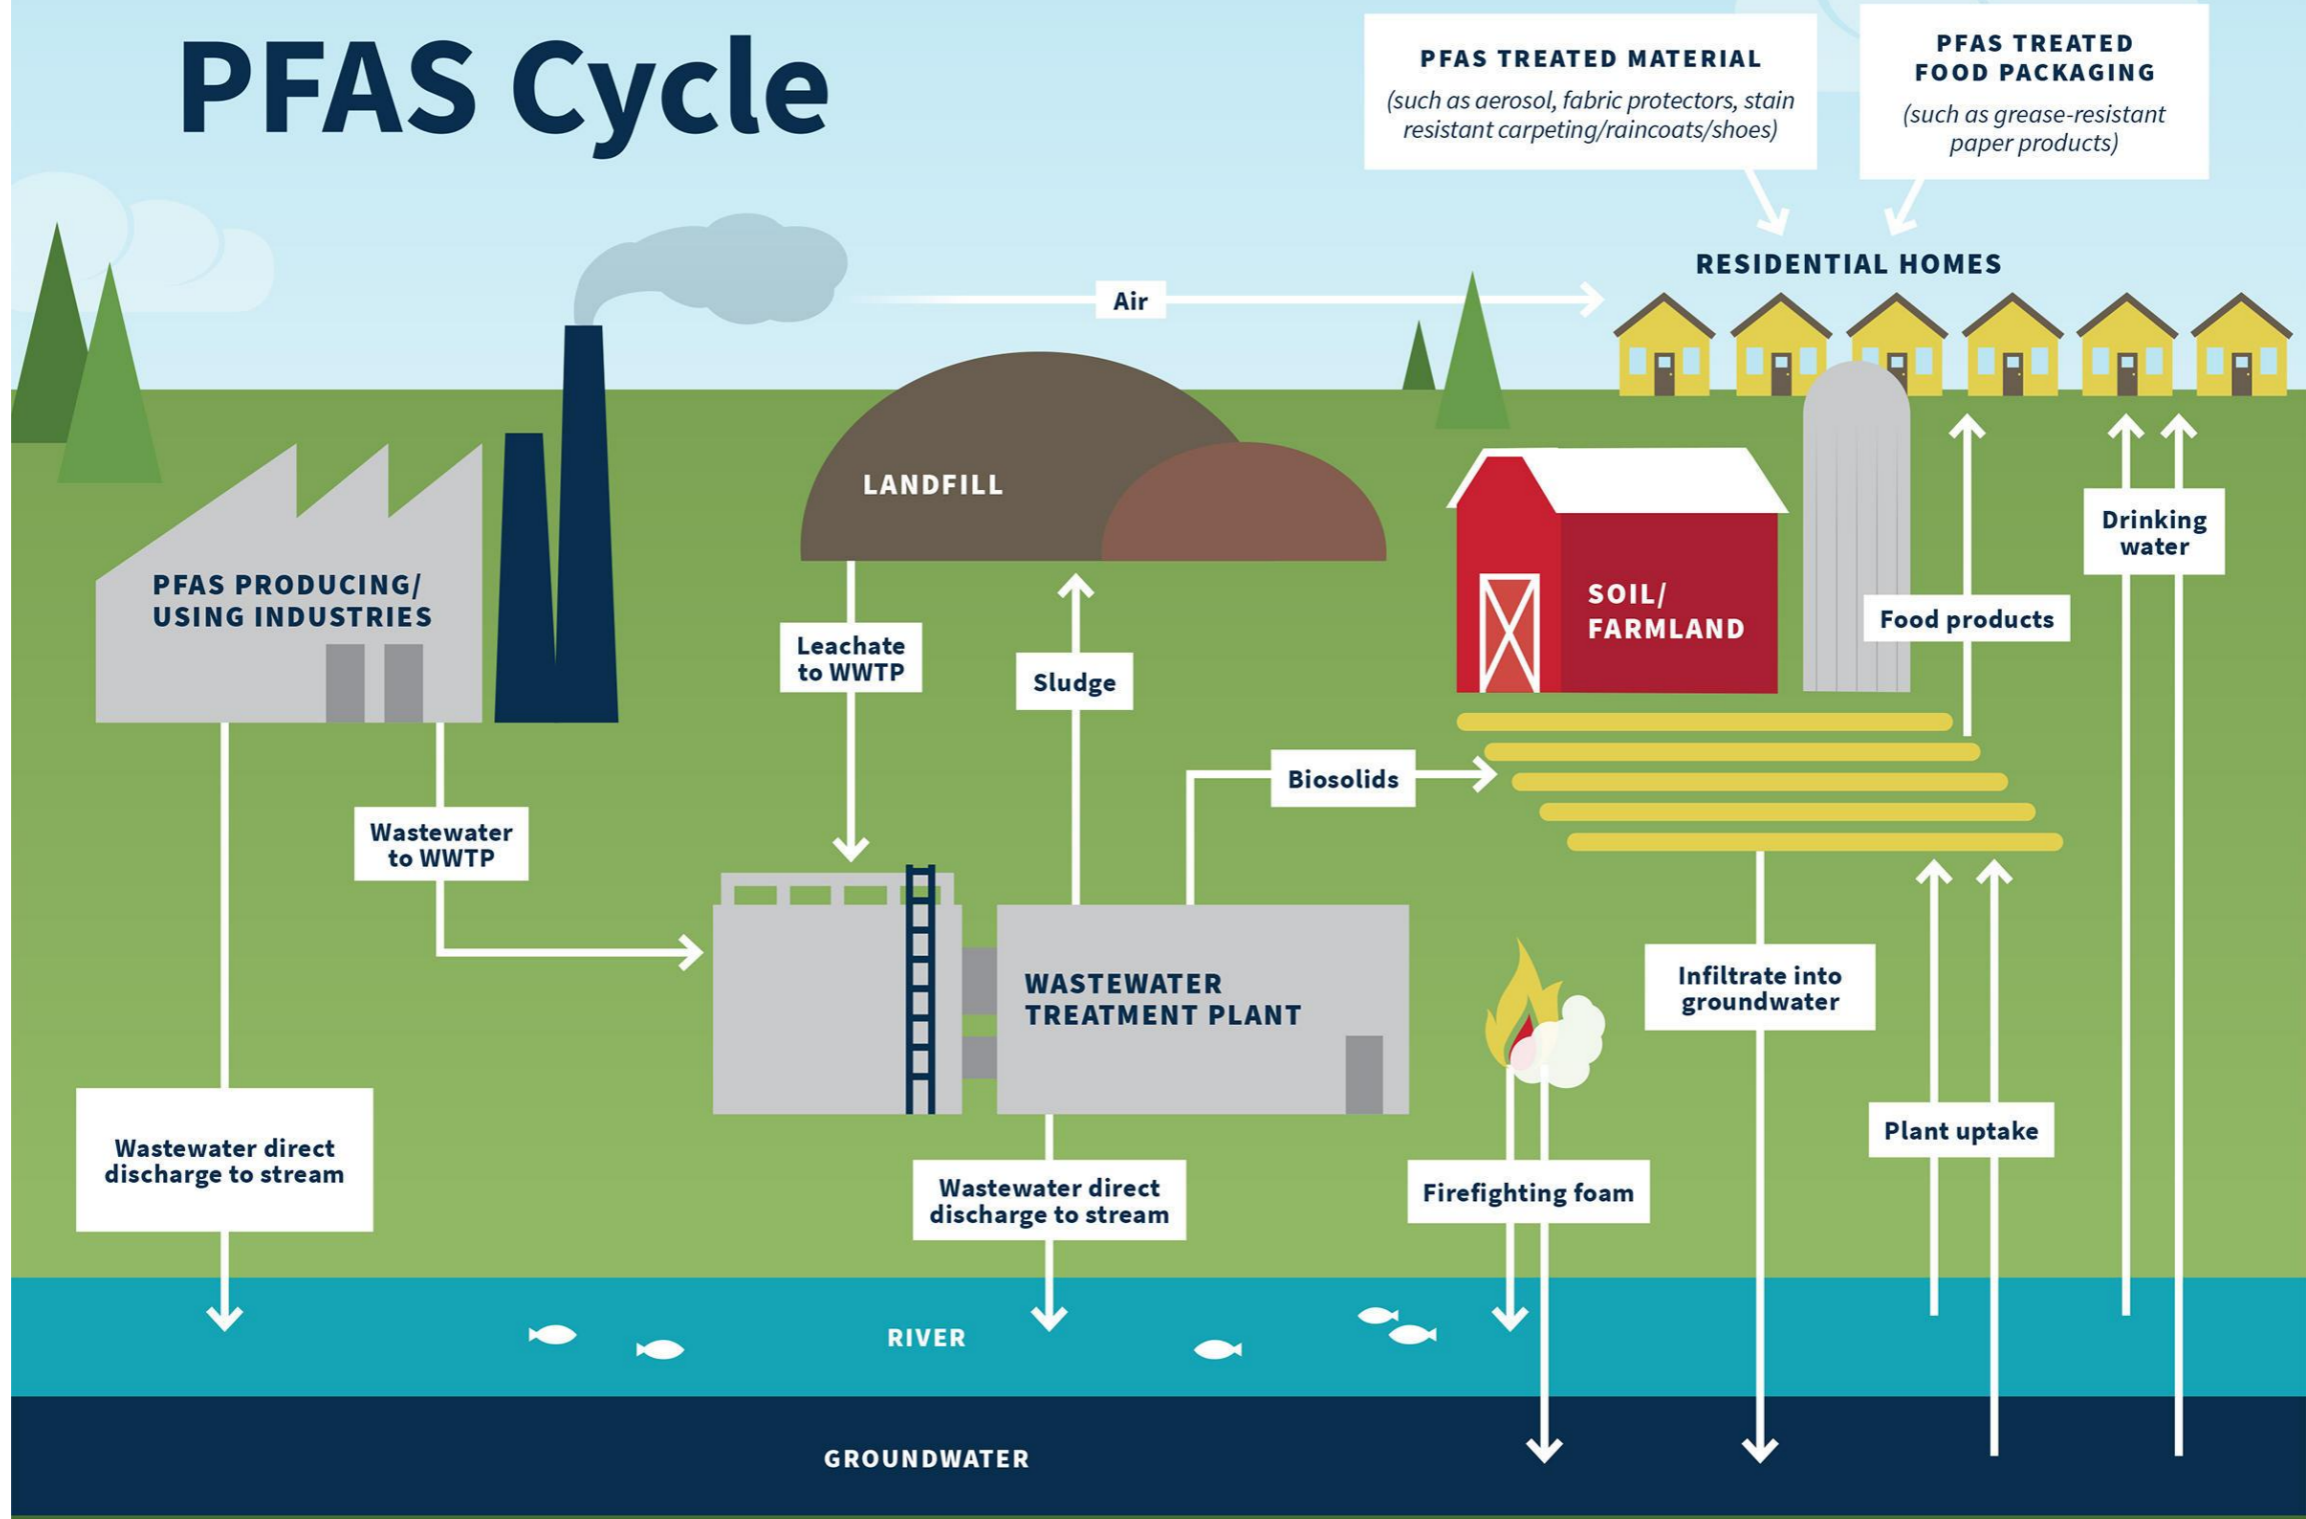 PFAS Cycle
PFAS TREATED MATERIAL
(such as aerosol, fabric protectors, stain
resistant carpeting/raincoats/shoes)
PFAS TREATED
FOOD PACKAGING
(such as grease-resistant
paper products)
RESIDENTIAL HOMES
Air
LANDFILL
PFAS PRODUCING/
USING INDUSTRIES
Leachate
to WWTP
Sludge
SOIL/
FARMLAND
Food products
Drinking
water
Biosolids
Wastewater
to WWTP
WASTEWATER
TREATMENT PLANT
Infiltrate into
groundwater
Plant uptake
Wastewater direct
discharge to stream
Wastewater direct
discharge to stream
Firefighting foam
RIVER
GROUNDWATER